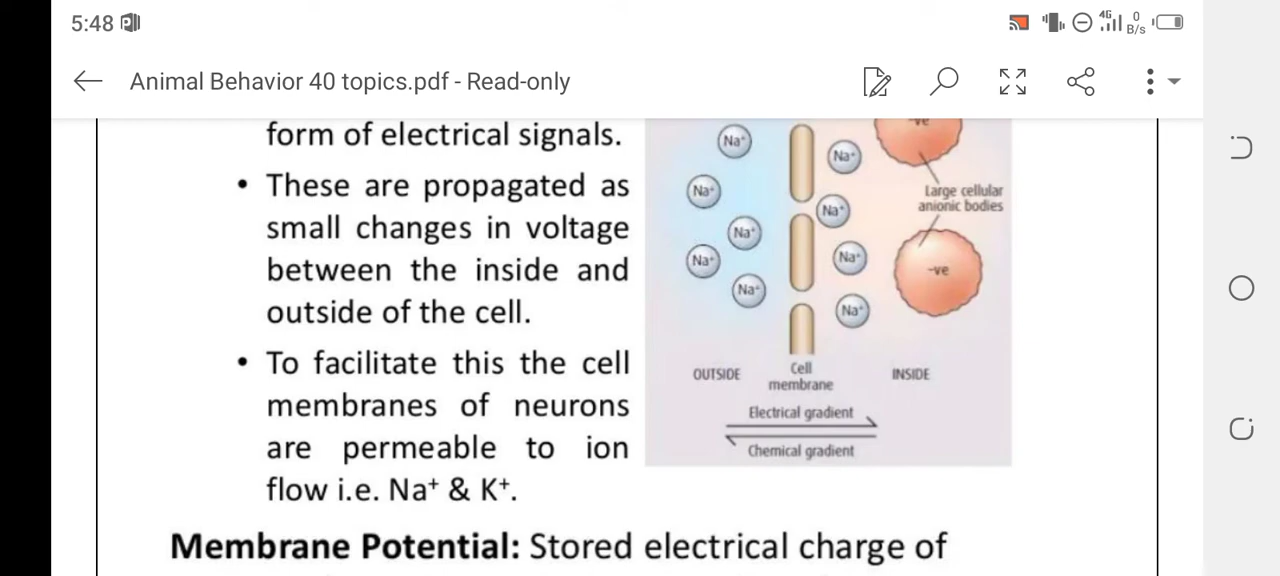 5:48
4G 0 B/s
Animal Behavior 40 topics.pdf - Read-only
form of electrical signals.
• These are propagated as
small changes in voltage
between the inside and
outside of the cell.
• To facilitate this the cell
membranes of neurons
are permeable to ion
flow i.e. Na⁺ & K⁺.
-ve
Na⁺
Na⁺
Na⁺
Large cellular
anionic bodies
Na⁺
Na⁺
Na⁺
Na⁺
-ve
Na⁺
Na⁺
OUTSIDE
Cell
membrane
INSIDE
Electrical gradient
Chemical gradient
Membrane Potential: Stored electrical charge of